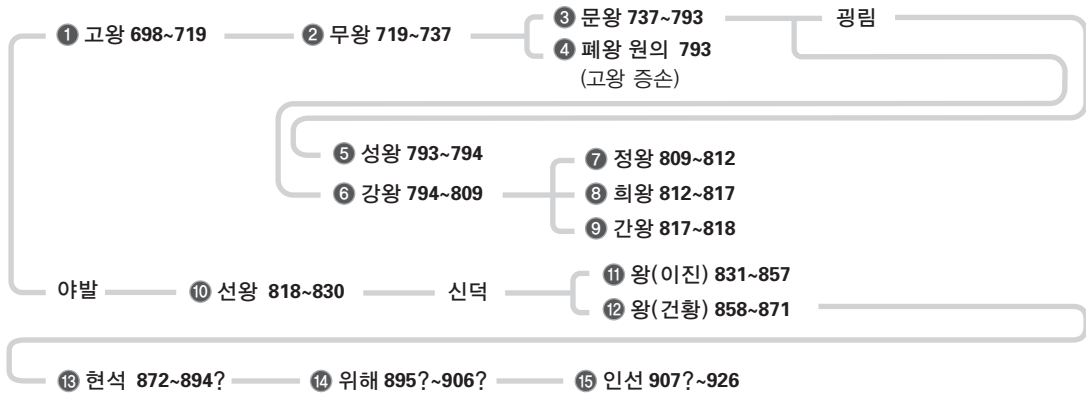 ❶ 고왕 698~719 ❷ 무왕 719~737 ❸ 문왕 737~793 굉림
❹ 폐왕 원의 793
(고왕 증손)
❺ 성왕 793~794 ❼ 정왕 809~812
❻ 강왕 794~809 ❽ 희왕 812~817
❾ 간왕 817~818
야발 ❿ 선왕 818~830 신덕 ⓫ 왕(이진) 831~857
⓬ 왕(건황) 858~871
⓭ 현석 872~894? ⓮ 위해 895?~906? ⓯ 인선 907?~926